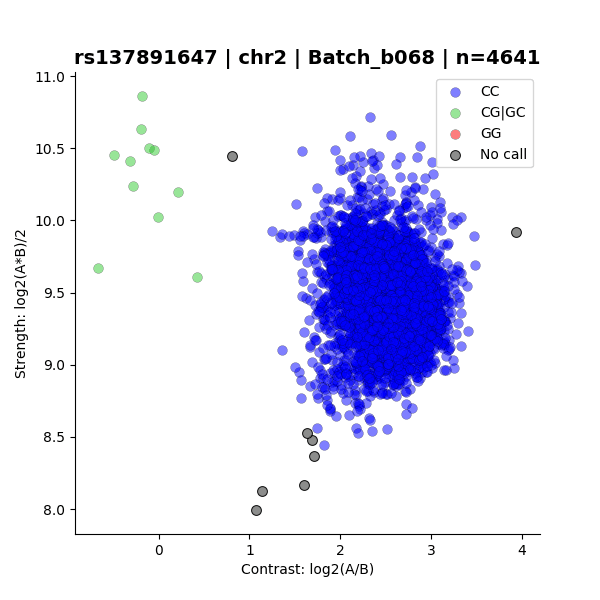 rs137891647 | chr2 | Batch_b068 | n=4641
Strength: log2(A*B)/2
11.0
10.5
10.0
9.5
9.0
8.5
8.0
CC
CG|GC
GG
No call
0
1
2
3
4
Contrast: log2(A/B)